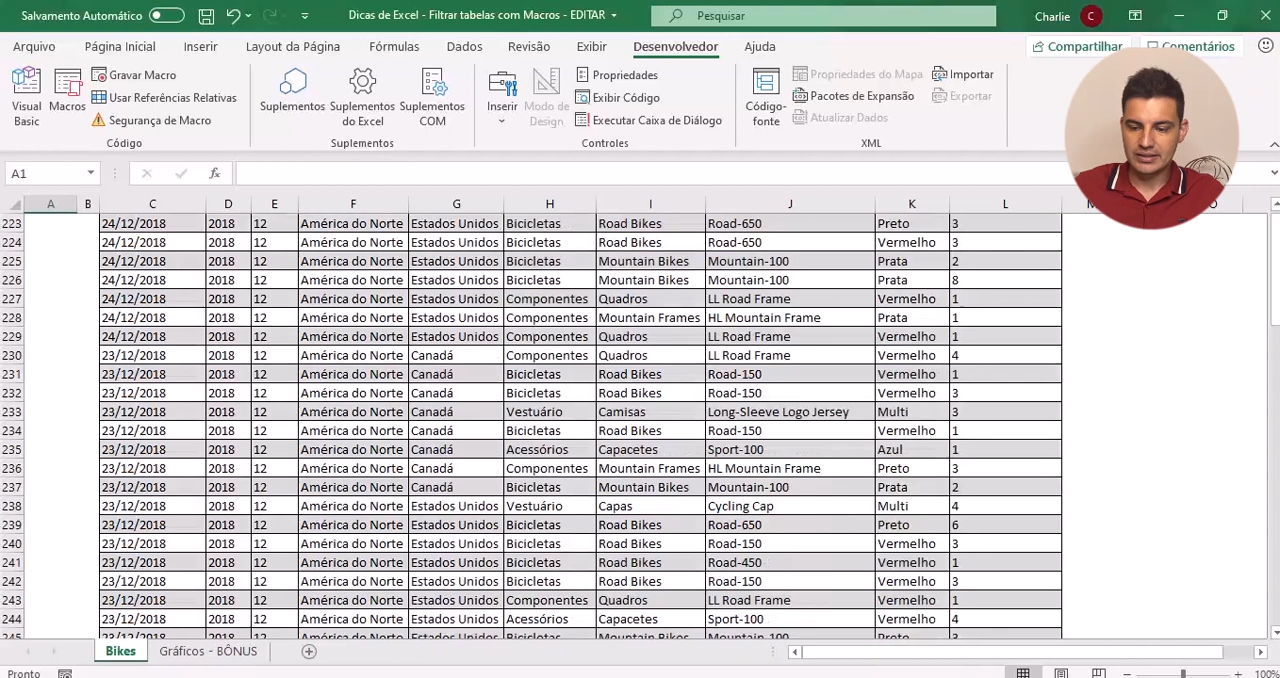 Salvamento Automático
Dicas de Excel - Filtrar tabelas com Macros - EDITAR
Pesquisar
Charlie
C
Arquivo Página Inicial Inserir Layout da Página Fórmulas Dados Revisão Exibir Desenvolvedor Ajuda
Compartilhar
Comentários
Visual Basic
Macros
Gravar Macro
Usar Referências Relativas
Segurança de Macro
Código
Suplementos
Suplementos do Excel
Suplementos COM
Suplementos
Inserir
Modo de Design
Propriedades
Exibir Código
Executar Caixa de Diálogo
Controles
Código-fonte
Propriedades do Mapa
Pacotes de Expansão
Atualizar Dados
Importar
Exportar
XML
A1
fx
A B C D E F G H I J K L
223 24/12/2018 2018 12 América do Norte Estados Unidos Bicicletas Road Bikes Road-650 Preto 3
224 24/12/2018 2018 12 América do Norte Estados Unidos Bicicletas Road Bikes Road-650 Vermelho 3
225 24/12/2018 2018 12 América do Norte Estados Unidos Bicicletas Mountain Bikes Mountain-100 Prata 2
226 24/12/2018 2018 12 América do Norte Estados Unidos Bicicletas Mountain Bikes Mountain-100 Prata 8
227 24/12/2018 2018 12 América do Norte Estados Unidos Componentes Quadros LL Road Frame Vermelho 1
228 24/12/2018 2018 12 América do Norte Estados Unidos Componentes Mountain Frames HL Mountain Frame Prata 1
229 24/12/2018 2018 12 América do Norte Estados Unidos Componentes Quadros LL Road Frame Vermelho 1
230 23/12/2018 2018 12 América do Norte Canadá Componentes Quadros LL Road Frame Vermelho 4
231 23/12/2018 2018 12 América do Norte Canadá Bicicletas Road Bikes Road-150 Vermelho 1
232 23/12/2018 2018 12 América do Norte Canadá Bicicletas Road Bikes Road-150 Vermelho 3
233 23/12/2018 2018 12 América do Norte Canadá Vestuário Camisas Long-Sleeve Logo Jersey Multi 3
234 23/12/2018 2018 12 América do Norte Canadá Bicicletas Road Bikes Road-150 Vermelho 1
235 23/12/2018 2018 12 América do Norte Canadá Acessórios Capacetes Sport-100 Azul 1
236 23/12/2018 2018 12 América do Norte Canadá Componentes Mountain Frames HL Mountain Frame Preto 3
237 23/12/2018 2018 12 América do Norte Canadá Bicicletas Mountain Bikes Mountain-100 Prata 2
238 23/12/2018 2018 12 América do Norte Estados Unidos Vestuário Capas Cycling Cap Multi 4
239 23/12/2018 2018 12 América do Norte Estados Unidos Bicicletas Road Bikes Road-650 Preto 6
240 23/12/2018 2018 12 América do Norte Estados Unidos Bicicletas Road Bikes Road-150 Vermelho 3
241 23/12/2018 2018 12 América do Norte Estados Unidos Bicicletas Road Bikes Road-450 Vermelho 1
242 23/12/2018 2018 12 América do Norte Estados Unidos Bicicletas Road Bikes Road-150 Vermelho 3
243 23/12/2018 2018 12 América do Norte Estados Unidos Componentes Quadros LL Road Frame Vermelho 1
244 23/12/2018 2018 12 América do Norte Estados Unidos Acessórios Capacetes Sport-100 Vermelho 4
245 23/12/2018 2018 12 América do Norte Estados Unidos Bicicletas Mountain Bikes Mountain-100 Preto 3
Bikes Gráficos - BÔNUS
Pronto
100%